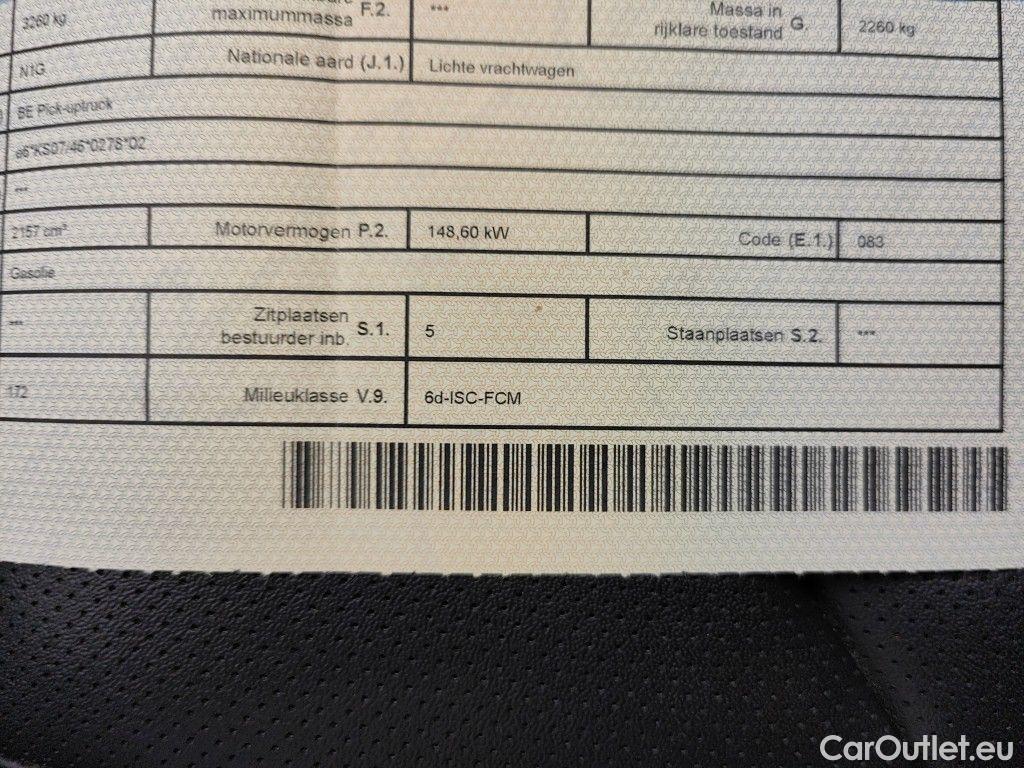 3260 kg maximummassa F.2. *** Massa in rijklare toestand G. 2260 kg
N1G Nationale aard (J.1.) Lichte vrachtwagen
BE Pick-uptruck
e6*KS07/46*0278*02
***
2157 cm³ Motorvermogen P.2. 148,60 kW Code (E.1.) 083
Gasolie
*** Zitplaatsen bestuurder inb. S.1. 5 Staanplaatsen S.2. ***
172 Milieuklasse V.9. 6d-ISC-FCM
CarOutlet.eu